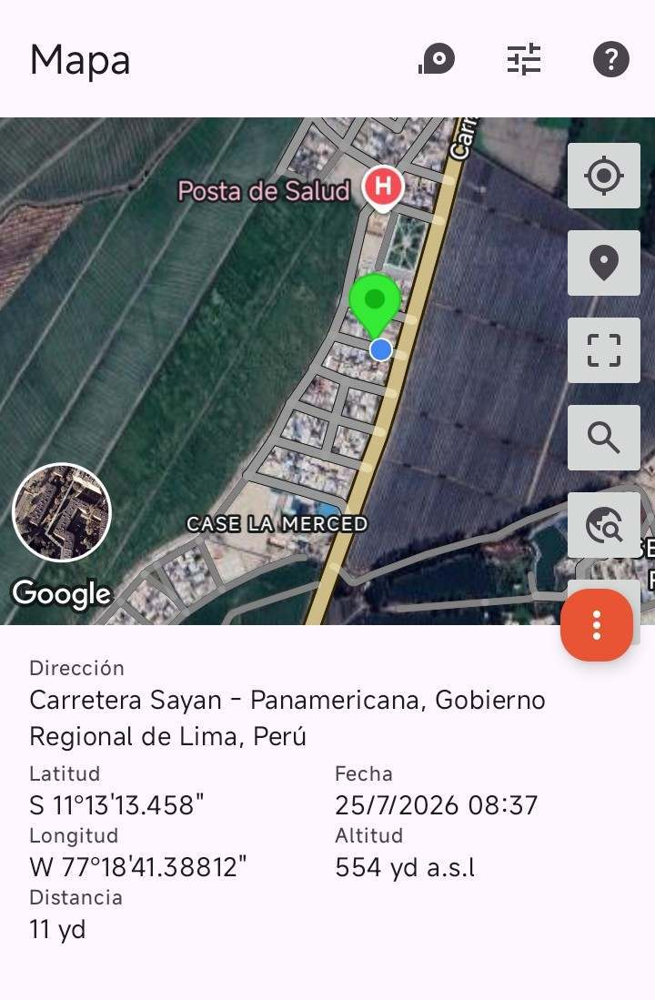 Mapa
Carr
Posta de Salud
H
CASE LA MERCED
Google
Dirección
Carretera Sayan - Panamericana, Gobierno
Regional de Lima, Perú
Latitud
S 11°13'13.458"
Fecha
25/7/2026 08:37
Longitud
W 77°18'41.38812"
Altitud
554 yd a.s.l
Distancia
11 yd